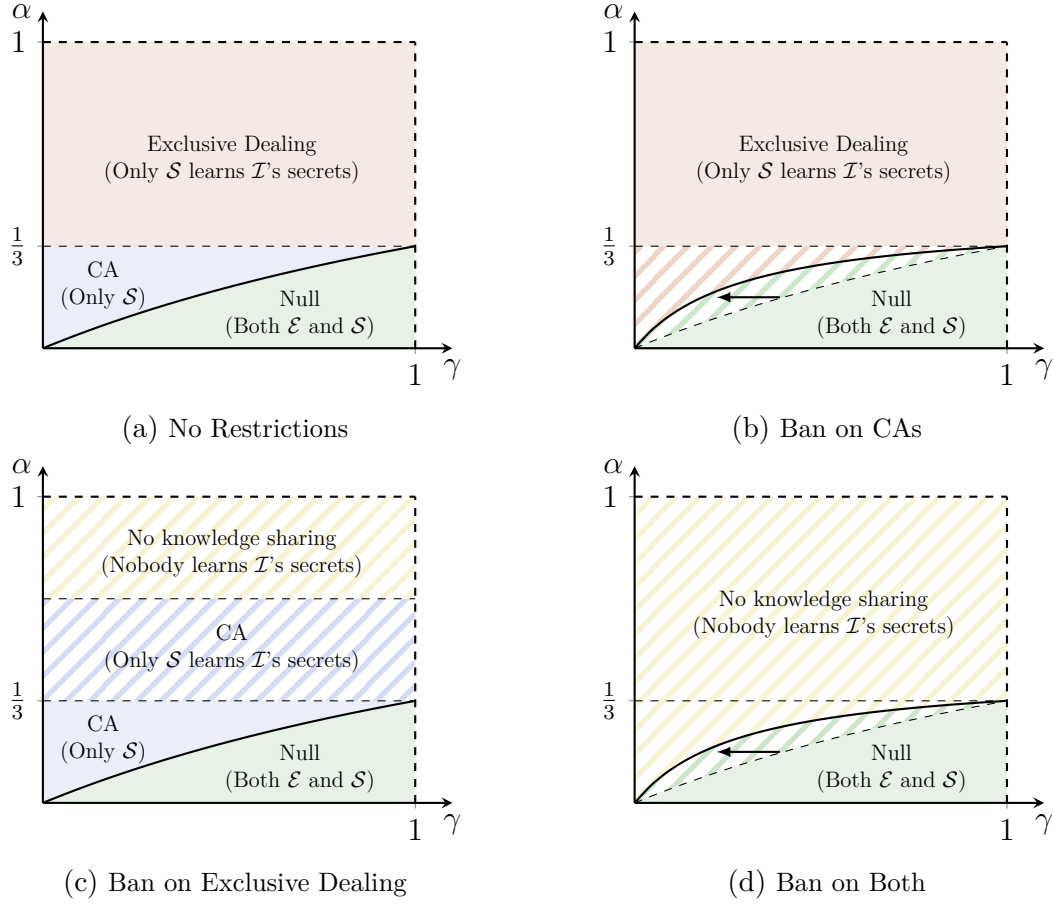 α
1
Exclusive Dealing
(Only 𝒮 learns ℐ's secrets)
1/3
CA
(Only 𝒮)
Null
(Both ℰ and 𝒮)
1
γ
(a) No Restrictions
α
1
Exclusive Dealing
(Only 𝒮 learns ℐ's secrets)
1/3
Null
(Both ℰ and 𝒮)
1
γ
(b) Ban on CAs
α
1
No knowledge sharing
(Nobody learns ℐ's secrets)
CA
(Only 𝒮 learns ℐ's secrets)
1/3
CA
(Only 𝒮)
Null
(Both ℰ and 𝒮)
1
γ
(c) Ban on Exclusive Dealing
α
1
No knowledge sharing
(Nobody learns ℐ's secrets)
1/3
Null
(Both ℰ and 𝒮)
1
γ
(d) Ban on Both